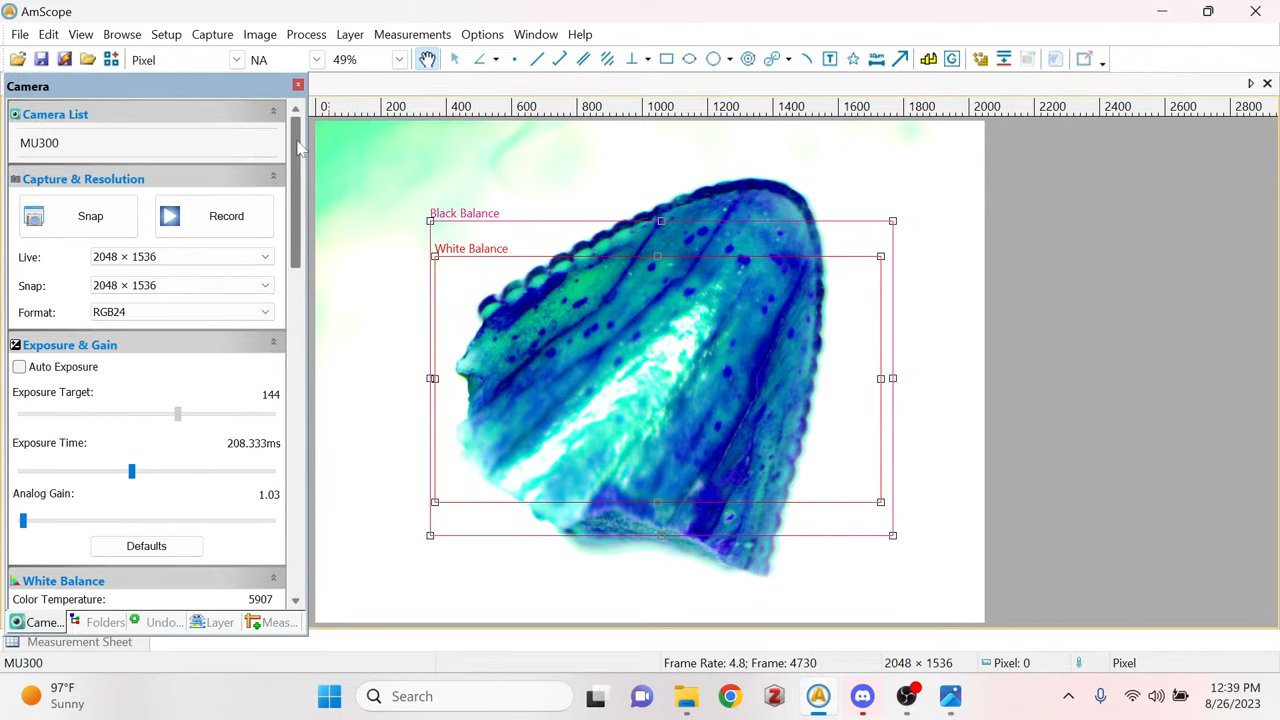 AmScope
File Edit View Browse Setup Capture Image Process Layer Measurements Options Window Help
Pixel NA 49%
Camera
0 200 400 600 800 1000 1200 1400 1600 1800 2000 2200 2400 2600 2800
Camera List
MU300
Capture & Resolution
Snap Record
Live: 2048 × 1536
Snap: 2048 × 1536
Format: RGB24
Exposure & Gain
Auto Exposure
Exposure Target: 144
Exposure Time: 208.333ms
Analog Gain: 1.03
Defaults
White Balance
Color Temperature: 5907
Black Balance
White Balance
Came... Folders Undo... Layer Meas...
Measurement Sheet
MU300 Frame Rate: 4.8; Frame: 4730 2048 × 1536 Pixel: 0 Pixel
97°F
Sunny
Search
12:39 PM
8/26/2023